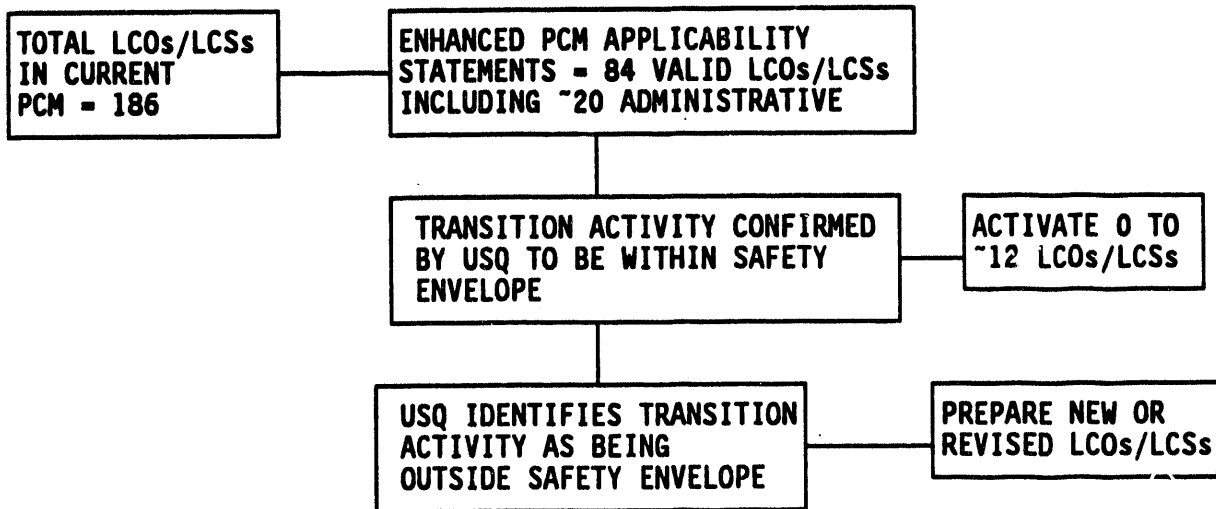 TOTAL LCOs/LCSs
IN CURRENT
PCM = 186
ENHANCED PCM APPLICABILITY
STATEMENTS = 84 VALID LCOs/LCSs
INCLUDING ~20 ADMINISTRATIVE
TRANSITION ACTIVITY CONFIRMED
BY USQ TO BE WITHIN SAFETY
ENVELOPE
ACTIVATE 0 TO
~12 LCOs/LCSs
USQ IDENTIFIES TRANSITION
ACTIVITY AS BEING
OUTSIDE SAFETY ENVELOPE
PREPARE NEW OR
REVISED LCOs/LCSs